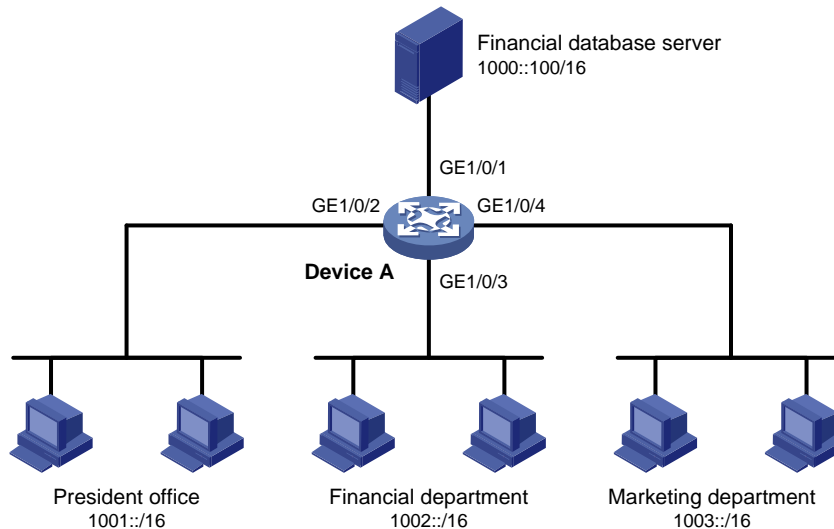 Financial database server
1000::100/16
GE1/0/1
GE1/0/2
GE1/0/4
Device A
GE1/0/3
President office
1001::/16
Financial department
1002::/16
Marketing department
1003::/16